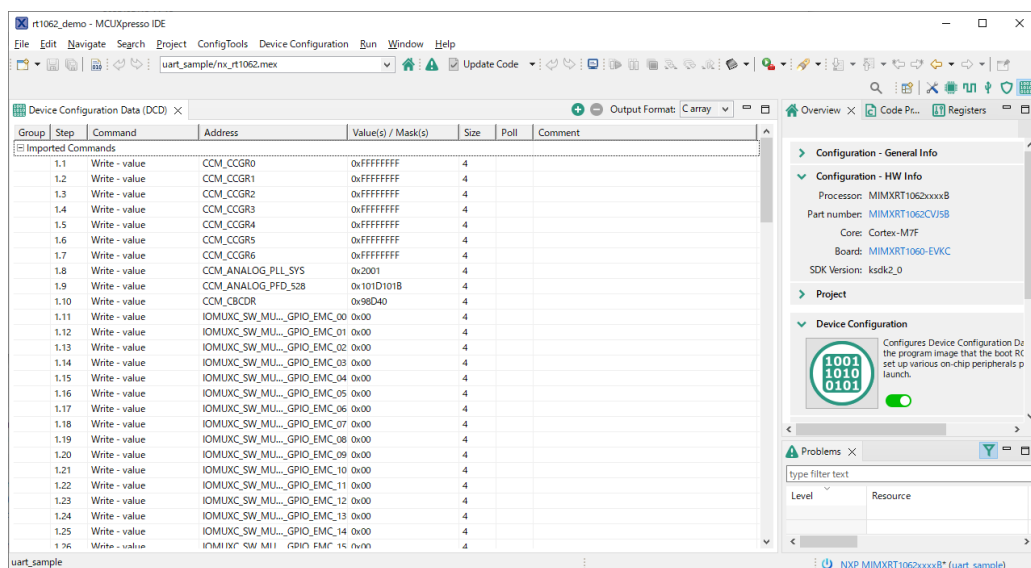 rt1062_demo - MCUXpresso IDE
File Edit Navigate Search Project ConfigTools Device Configuration Run Window Help
uart_sample/nx_rt1062.mex
Update Code
Device Configuration Data (DCD)
Output Format: C array
Group Step Command Address Value(s) / Mask(s) Size Poll Comment
Imported Commands
1.1 Write - value CCM_CCGR0 0xFFFFFFFF 4
1.2 Write - value CCM_CCGR1 0xFFFFFFFF 4
1.3 Write - value CCM_CCGR2 0xFFFFFFFF 4
1.4 Write - value CCM_CCGR3 0xFFFFFFFF 4
1.5 Write - value CCM_CCGR4 0xFFFFFFFF 4
1.6 Write - value CCM_CCGR5 0xFFFFFFFF 4
1.7 Write - value CCM_CCGR6 0xFFFFFFFF 4
1.8 Write - value CCM_ANALOG_PLL_SYS 0x2001 4
1.9 Write - value CCM_ANALOG_PFD_528 0x101D101B 4
1.10 Write - value CCM_CBCDR 0x98D40 4
1.11 Write - value IOMUXC_SW_MU..._GPIO_EMC_00 0x00 4
1.12 Write - value IOMUXC_SW_MU..._GPIO_EMC_01 0x00 4
1.13 Write - value IOMUXC_SW_MU..._GPIO_EMC_02 0x00 4
1.14 Write - value IOMUXC_SW_MU..._GPIO_EMC_03 0x00 4
1.15 Write - value IOMUXC_SW_MU..._GPIO_EMC_04 0x00 4
1.16 Write - value IOMUXC_SW_MU..._GPIO_EMC_05 0x00 4
1.17 Write - value IOMUXC_SW_MU..._GPIO_EMC_06 0x00 4
1.18 Write - value IOMUXC_SW_MU..._GPIO_EMC_07 0x00 4
1.19 Write - value IOMUXC_SW_MU..._GPIO_EMC_08 0x00 4
1.20 Write - value IOMUXC_SW_MU..._GPIO_EMC_09 0x00 4
1.21 Write - value IOMUXC_SW_MU..._GPIO_EMC_10 0x00 4
1.22 Write - value IOMUXC_SW_MU..._GPIO_EMC_11 0x00 4
1.23 Write - value IOMUXC_SW_MU..._GPIO_EMC_12 0x00 4
1.24 Write - value IOMUXC_SW_MU..._GPIO_EMC_13 0x00 4
1.25 Write - value IOMUXC_SW_MU..._GPIO_EMC_14 0x00 4
1.26 Write - value IOMUXC_SW_MU..._GPIO_EMC_15 0x00 4
Overview Code Pr... Registers
Configuration - General Info
Configuration - HW Info
Processor: MIMXRT1062xxxxB
Part number: MIMXRT1062CVJ5B
Core: Cortex-M7F
Board: MIMXRT1060-EVKC
SDK Version: ksdk2_0
Project
Device Configuration
1001
1010
0101
Configures Device Configuration Da
the program image that the boot RO
set up various on-chip peripherals p
launch.
Problems
type filter text
Level Resource
uart_sample
NXP MIMXRT1062xxxxB* (uart_sample)